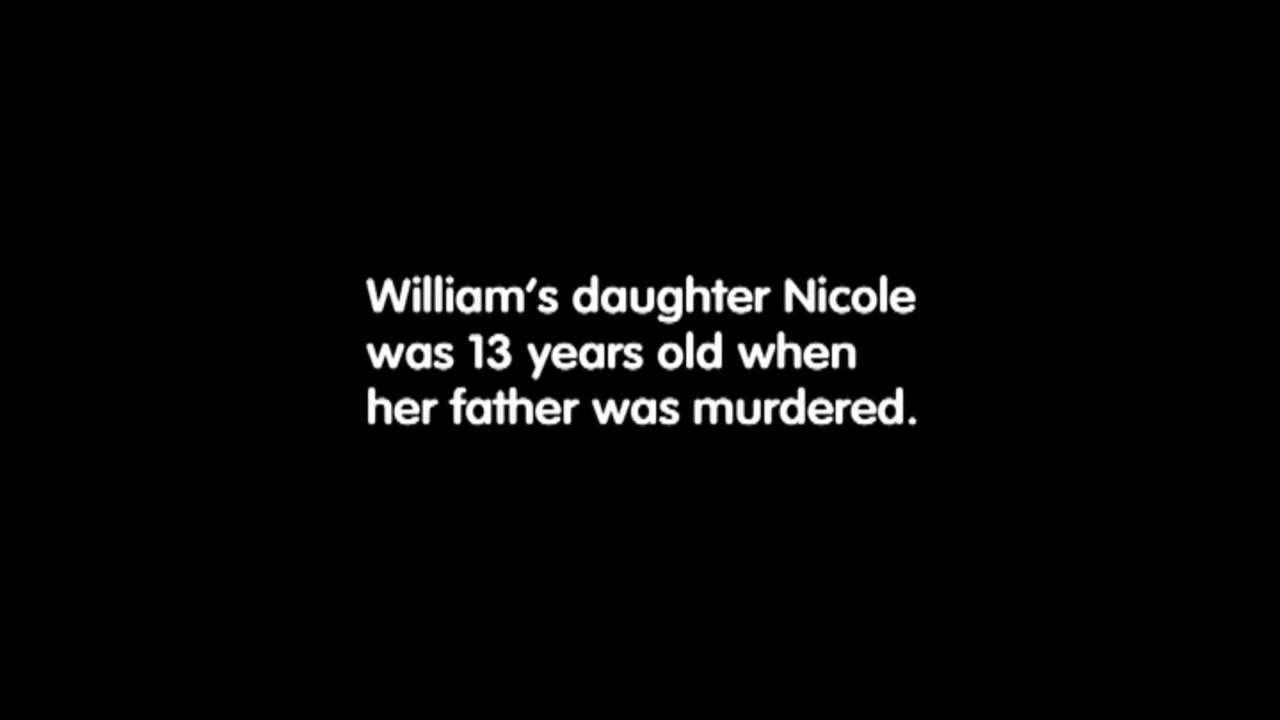 William's daughter Nicole
was 13 years old when
her father was murdered.